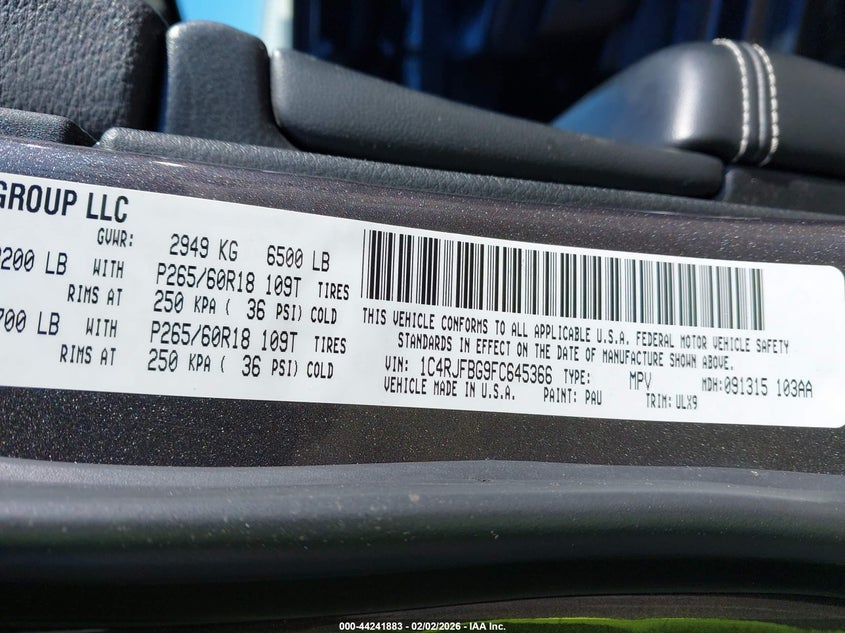 GROUP LLC
GVWR: 2949 KG 6500 LB
200 LB WITH P265/60R18 109T TIRES
RIMS AT 250 KPA ( 36 PSI) COLD
700 LB WITH P265/60R18 109T TIRES
RIMS AT 250 KPA ( 36 PSI) COLD
THIS VEHICLE CONFORMS TO ALL APPLICABLE U.S.A. FEDERAL MOTOR VEHICLE SAFETY
STANDARDS IN EFFECT ON THE DATE OF MANUFACTURE SHOWN ABOVE.
VIN: 1C4RJFBG9FC645366 TYPE: MPV MDH:091315 103AA
VEHICLE MADE IN U.S.A. PAINT: PAU TRIM: ULX9
000-44241883 - 02/02/2026 - IAA Inc.